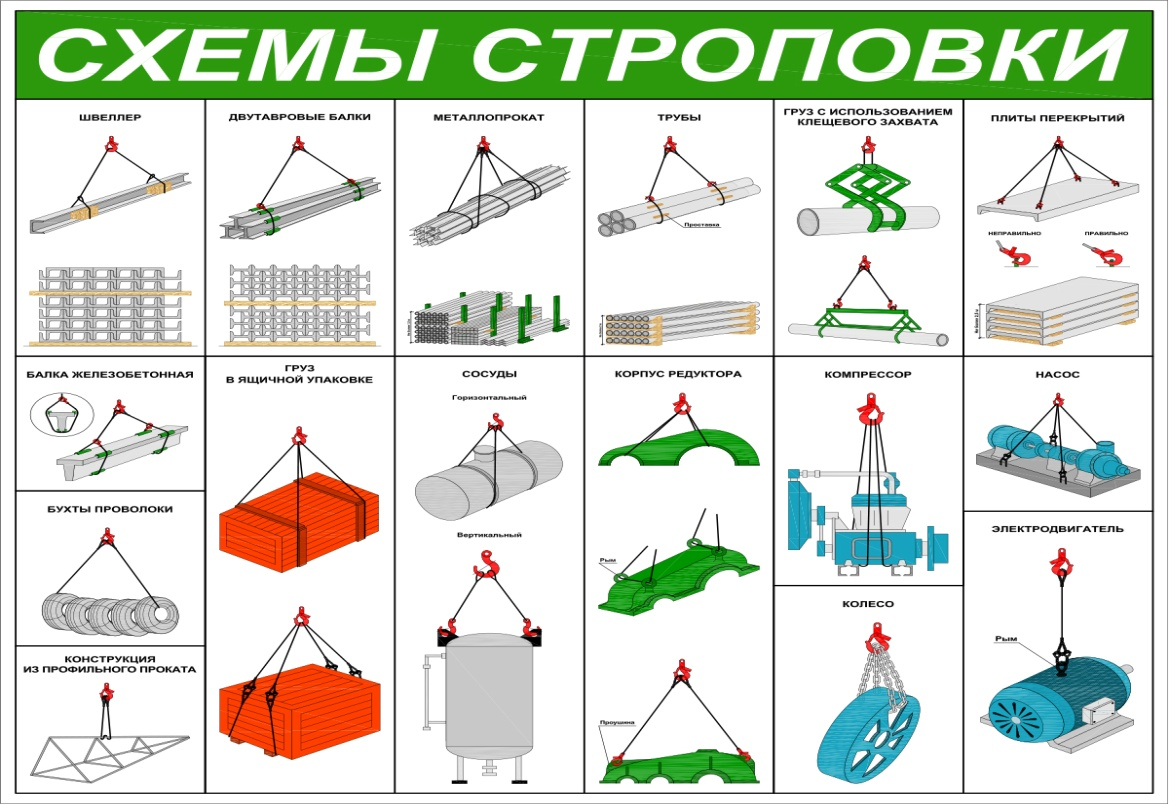 СХЕМЫ СТРОПОВКИ
ШВЕЛЛЕР
ДВУТАВРОВЫЕ БАЛКИ
МЕТАЛЛОПРОКАТ
ТРУБЫ
Проставка
ГРУЗ С ИСПОЛЬЗОВАНИЕМ
КЛЕЩЕВОГО ЗАХВАТА
ПЛИТЫ ПЕРЕКРЫТИЙ
НЕПРАВИЛЬНО
ПРАВИЛЬНО
БАЛКА ЖЕЛЕЗОБЕТОННАЯ
БУХТЫ ПРОВОЛОКИ
КОНСТРУКЦИЯ
ИЗ ПРОФИЛЬНОГО ПРОКАТА
ГРУЗ
В ЯЩИЧНОЙ УПАКОВКЕ
СОСУДЫ
Горизонтальный
Вертикальный
КОРПУС РЕДУКТОРА
Рым
Проушина
КОМПРЕССОР
КОЛЕСО
НАСОС
ЭЛЕКТРОДВИГАТЕЛЬ
Рым